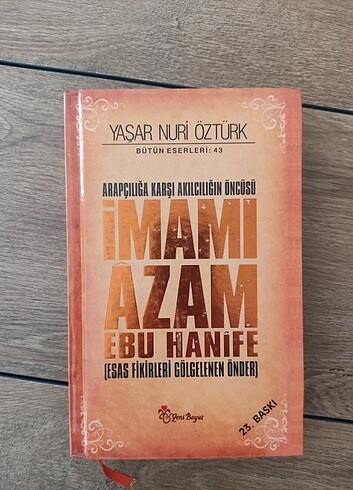 YAŞAR NURİ ÖZTÜRK
BÜTÜN ESERLERİ: 43
ARAPÇILIĞA KARŞI AKILCILIĞIN ÖNCÜSÜ
İMAMI
ÂZAM
EBU HANİFE
(ESAS FİKİRLERİ GÖLGELENEN ÖNDER)
23. BASKI
Yeni Boyut